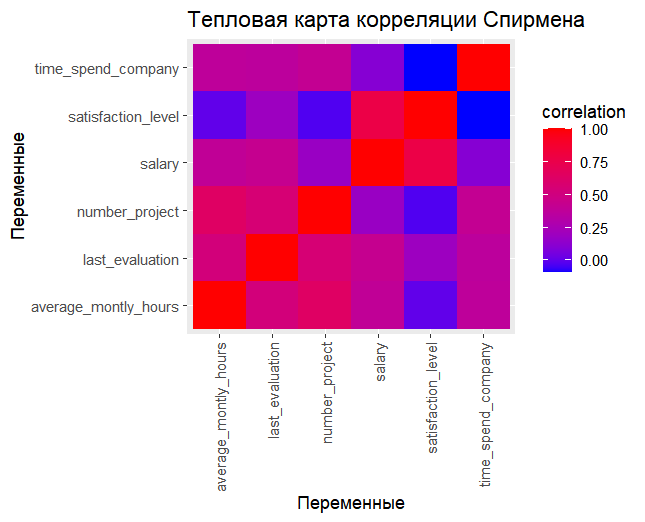 Тепловая карта корреляции Спирмена
time_spend_company
satisfaction_level
salary
number_project
last_evaluation
average_montly_hours
Переменные
average_montly_hours
last_evaluation
number_project
salary
satisfaction_level
time_spend_company
Переменные
correlation
1.00
0.75
0.50
0.25
0.00